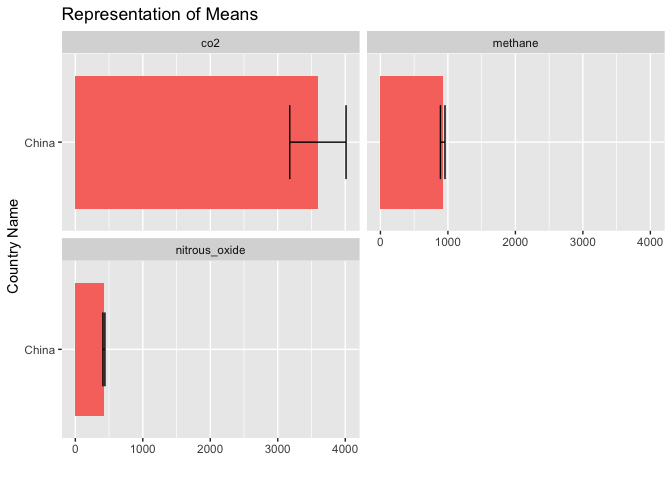 Representation of Means
co2
methane
China
0 1000 2000 3000 4000
nitrous_oxide
China
0 1000 2000 3000 4000
Country Name